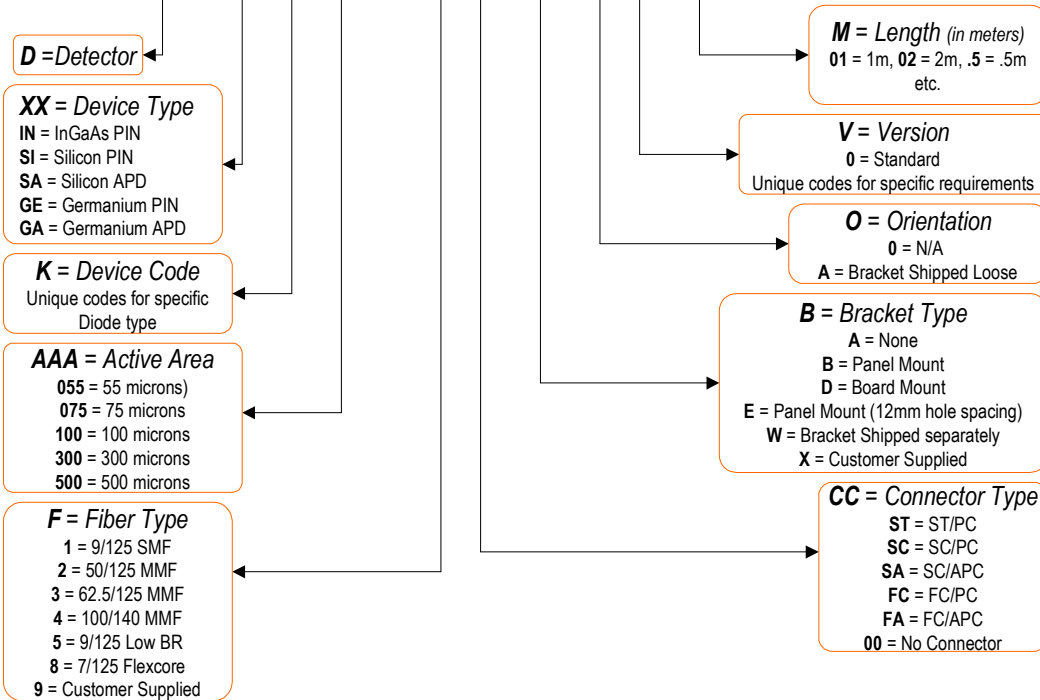 D =Detector
XX = Device Type
IN = InGaAs PIN
SI = Silicon PIN
SA = Silicon APD
GE = Germanium PIN
GA = Germanium APD
K = Device Code
Unique codes for specific
Diode type
AAA = Active Area
055 = 55 microns)
075 = 75 microns
100 = 100 microns
300 = 300 microns
500 = 500 microns
F = Fiber Type
1 = 9/125 SMF
2 = 50/125 MMF
3 = 62.5/125 MMF
4 = 100/140 MMF
5 = 9/125 Low BR
8 = 7/125 Flexcore
9 = Customer Supplied
M = Length (in meters)
01 = 1m, 02 = 2m, .5 = .5m
etc.
V = Version
0 = Standard
Unique codes for specific requirements
O = Orientation
0 = N/A
A = Bracket Shipped Loose
B = Bracket Type
A = None
B = Panel Mount
D = Board Mount
E = Panel Mount (12mm hole spacing)
W = Bracket Shipped separately
X = Customer Supplied
CC = Connector Type
ST = ST/PC
SC = SC/PC
SA = SC/APC
FC = FC/PC
FA = FC/APC
00 = No Connector